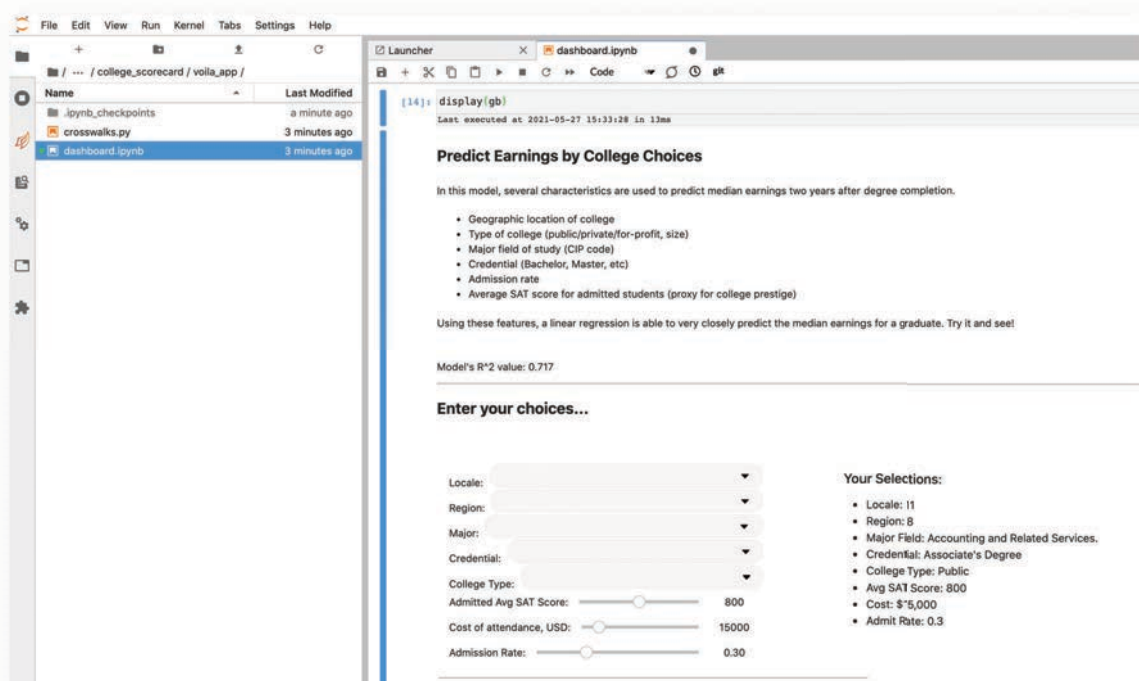 File Edit View Run Kernel Tabs Settings Help
/ ··· / college_scorecard / voila_app /
Name Last Modified
.ipynb_checkpoints a minute ago
crosswalks.py 3 minutes ago
dashboard.ipynb 3 minutes ago
Launcher
dashboard.ipynb
Code
git
[14]: display(gb)
Last executed at 2021-05-27 15:33:28 in 13ms
Predict Earnings by College Choices
In this model, several characteristics are used to predict median earnings two years after degree completion.
• Geographic location of college
• Type of college (public/private/for-profit, size)
• Major field of study (CIP code)
• Credential (Bachelor, Master, etc)
• Admission rate
• Average SAT score for admitted students (proxy for college prestige)
Using these features, a linear regression is able to very closely predict the median earnings for a graduate. Try it and see!
Model's R^2 value: 0.717
Enter your choices...
Locale:
Region:
Major:
Credential:
College Type:
Admitted Avg SAT Score: 800
Cost of attendance, USD: 15000
Admission Rate: 0.30
Your Selections:
• Locale: 11
• Region: 8
• Major Field: Accounting and Related Services.
• Credential: Associate's Degree
• College Type: Public
• Avg SAT Score: 800
• Cost: $15,000
• Admit Rate: 0.3